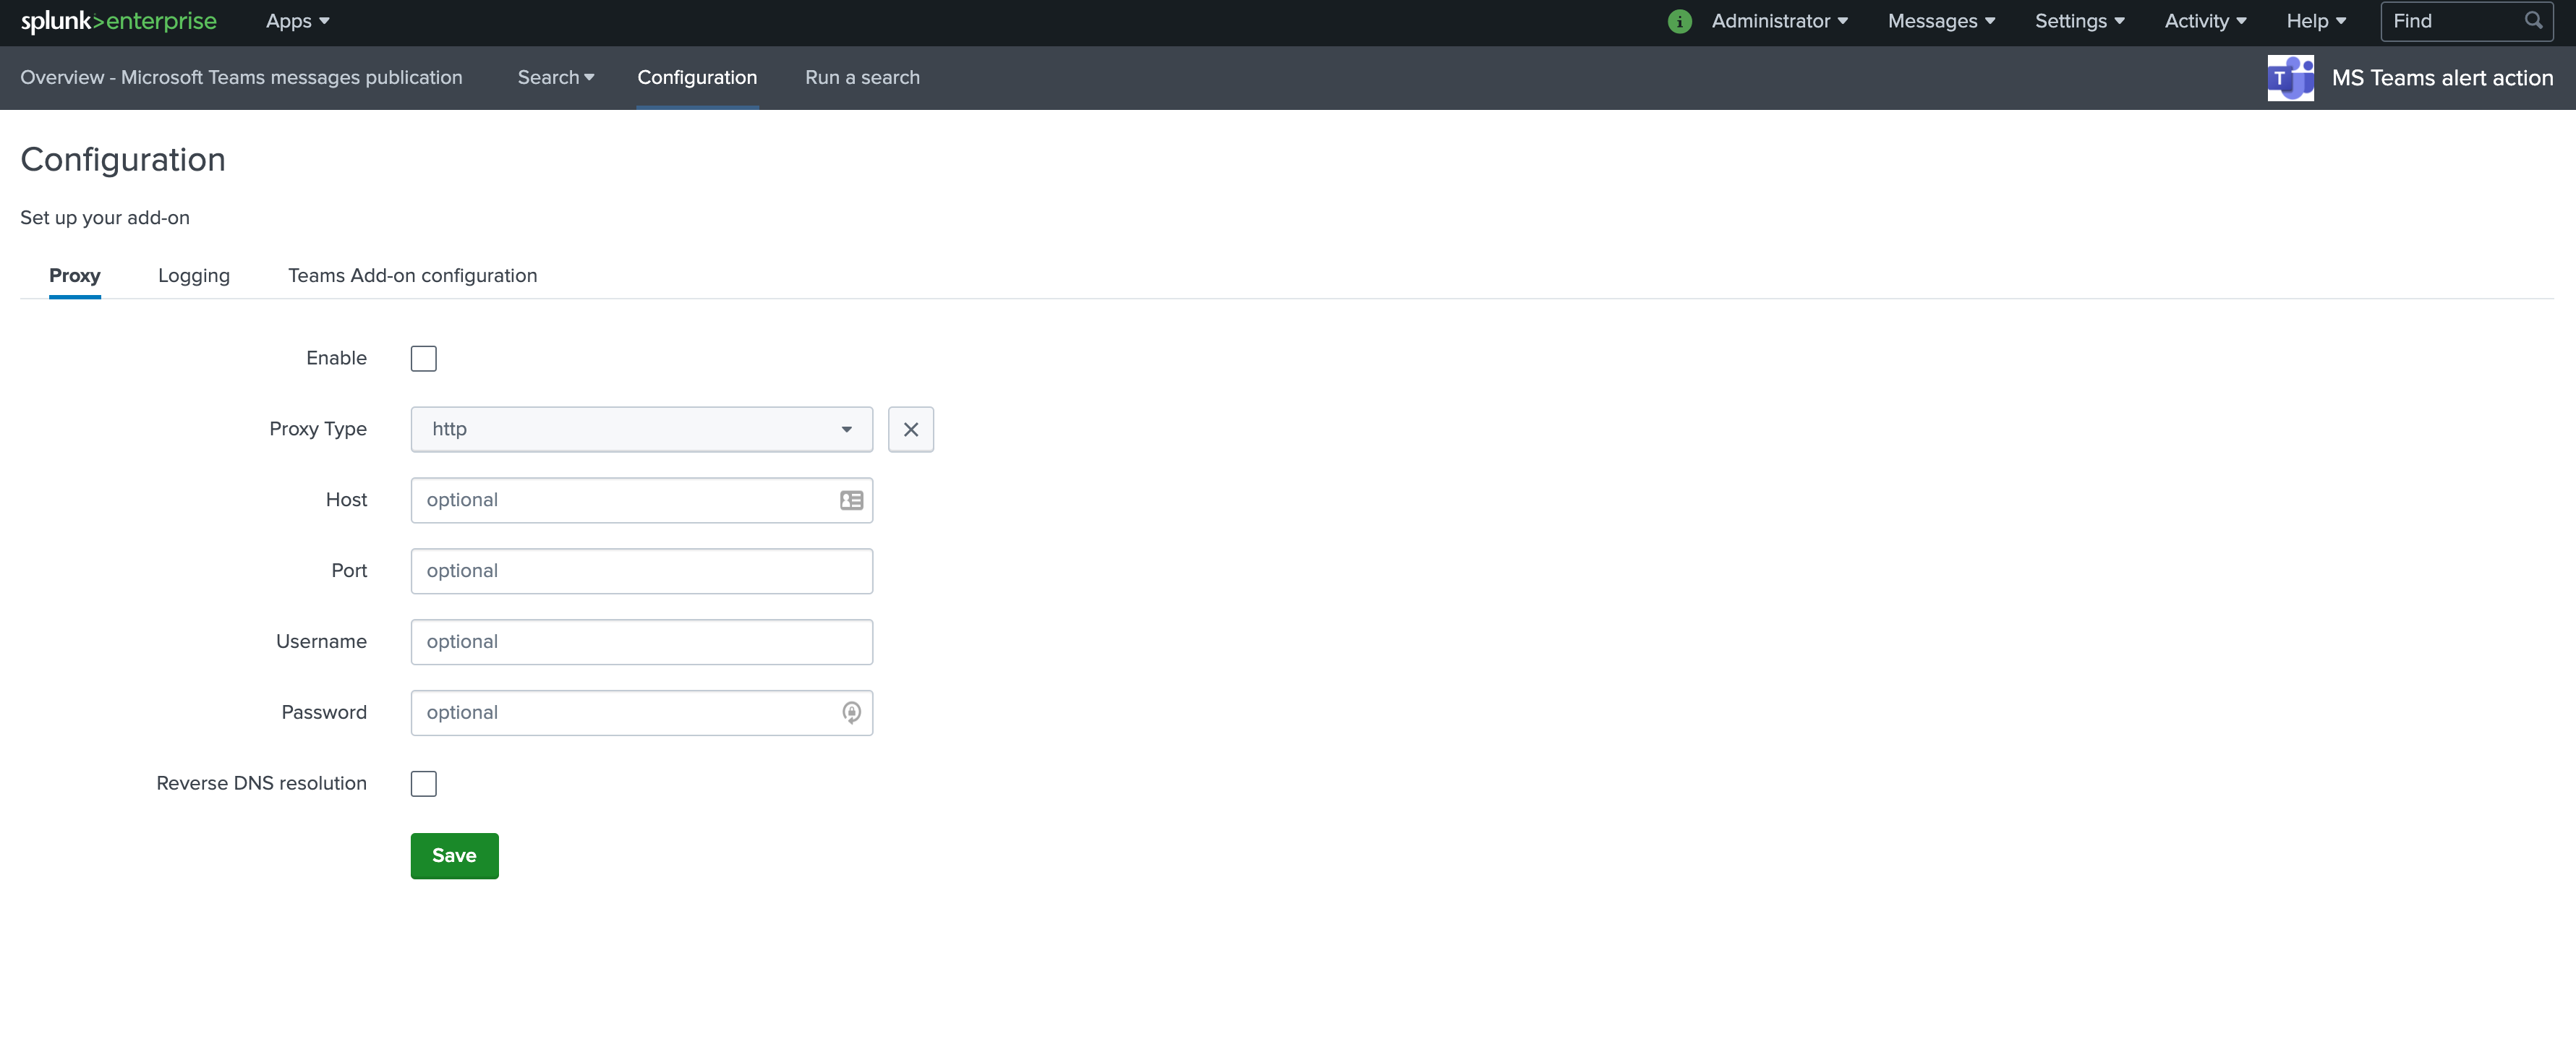 splunk>enterprise Apps Administrator Messages Settings Activity Help Find
Overview - Microsoft Teams messages publication Search Configuration Run a search T MS Teams alert action
Configuration
Set up your add-on
Proxy Logging Teams Add-on configuration
Enable
Proxy Type http
Host optional
Port optional
Username optional
Password optional
Reverse DNS resolution
Save